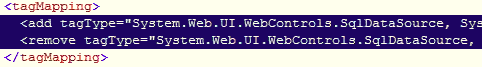 <tagMapping>
<add tagType="System.Web.UI.WebControls.SqlDataSource, Sys
<remove tagType="System.Web.UI.WebControls.SqlDataSource,
</tagMapping>